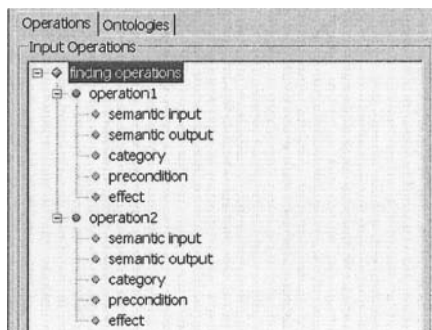 Operations Ontologies
Input Operations
finding operations
operation1
semantic input
semantic output
category
precondition
effect
operation2
semantic input
semantic output
category
precondition
effect